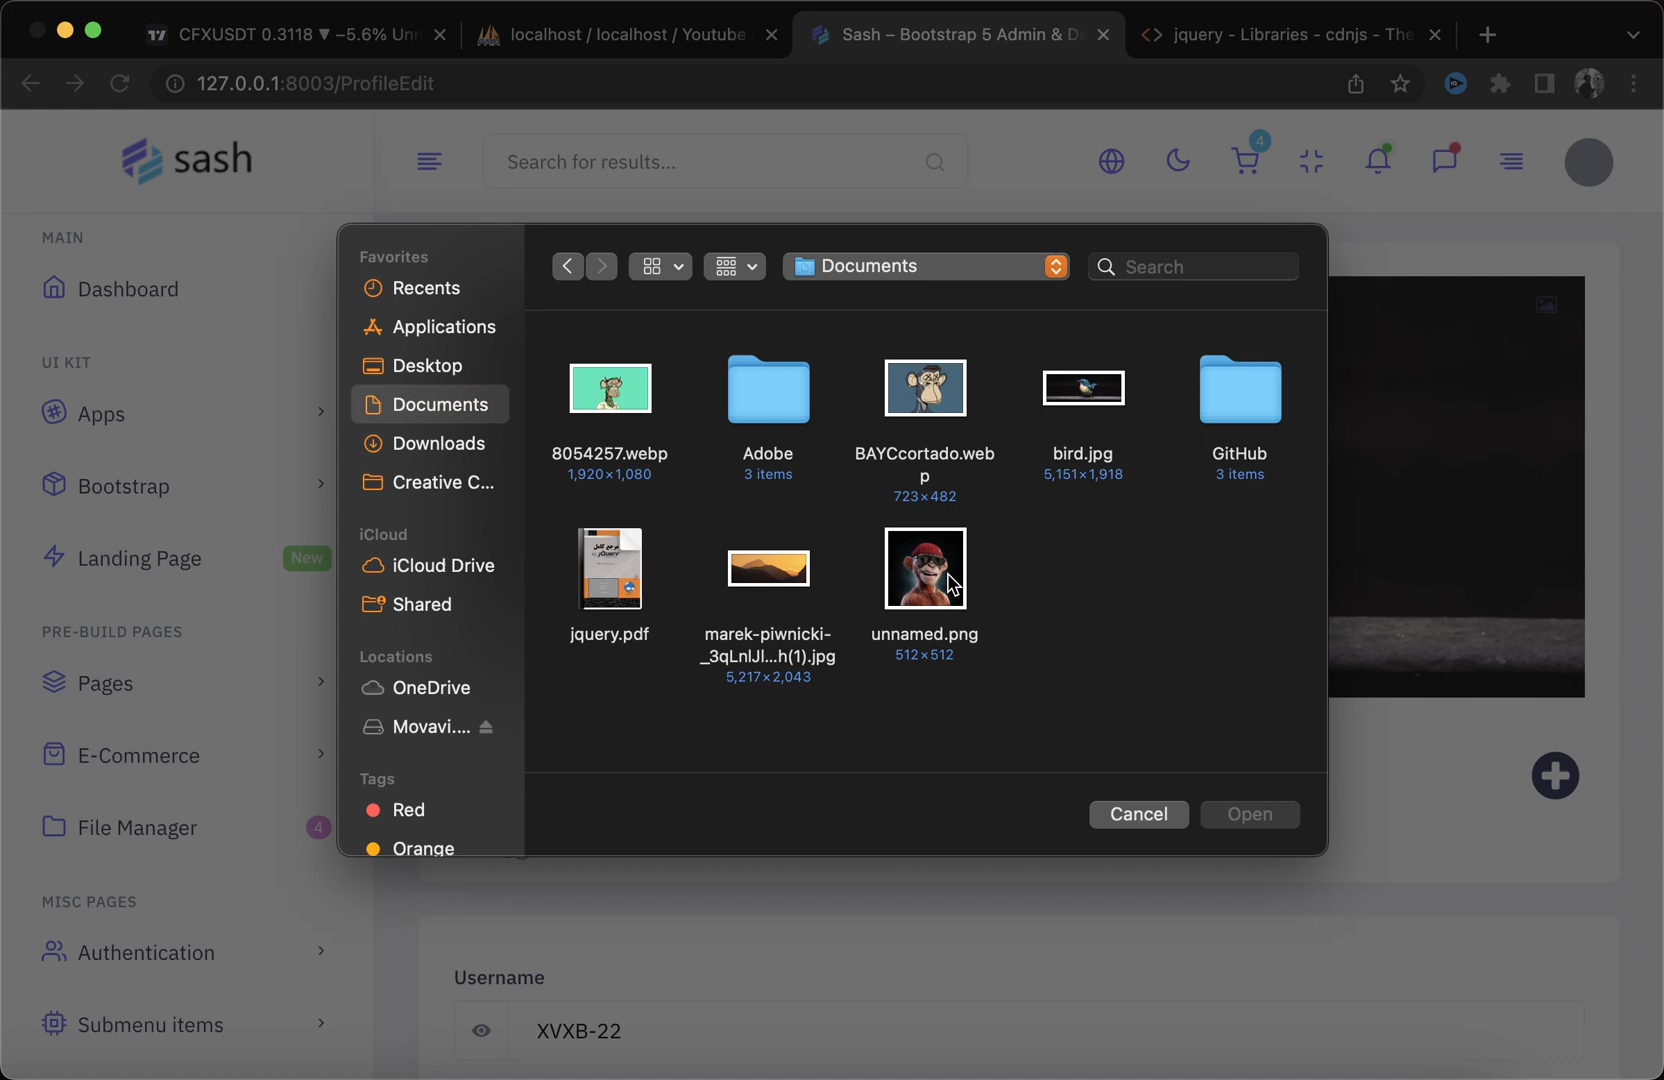 CFXUSDT 0.3118 ▼ −5.6% Unn
localhost / localhost / Youtube
Sash – Bootstrap 5 Admin & Da
jquery - Libraries - cdnjs - The
127.0.0.1:8003/ProfileEdit
sash
Search for results...
4
MAIN
Dashboard
UI KIT
Apps
Bootstrap
Landing Page
New
PRE-BUILD PAGES
Pages
E-Commerce
File Manager
4
MISC PAGES
Authentication
Submenu items
Favorites
Recents
Applications
Desktop
Documents
Downloads
Creative C...
iCloud
iCloud Drive
Shared
Locations
OneDrive
Movavi....
Tags
Red
Orange
Documents
Search
8054257.webp
1,920×1,080
Adobe
3 items
BAYCcortado.web
p
723×482
bird.jpg
5,151×1,918
GitHub
3 items
مرجع کامل
jQuery
jquery.pdf
marek-piwnicki-
_3qLnlJl...h(1).jpg
5,217×2,043
unnamed.png
512×512
Cancel
Open
Username
XVXB-22